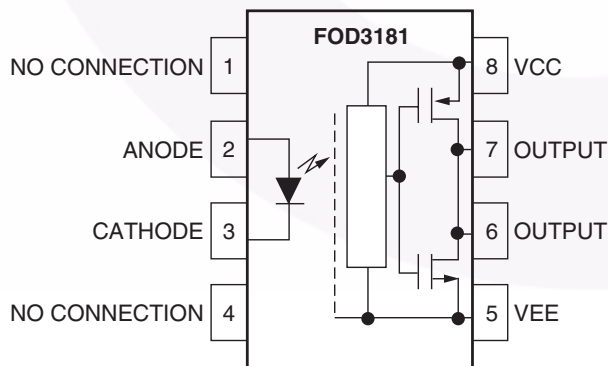 FOD3181
NO CONNECTION 1
8 VCC
ANODE 2
7 OUTPUT
CATHODE 3
6 OUTPUT
NO CONNECTION 4
5 VEE